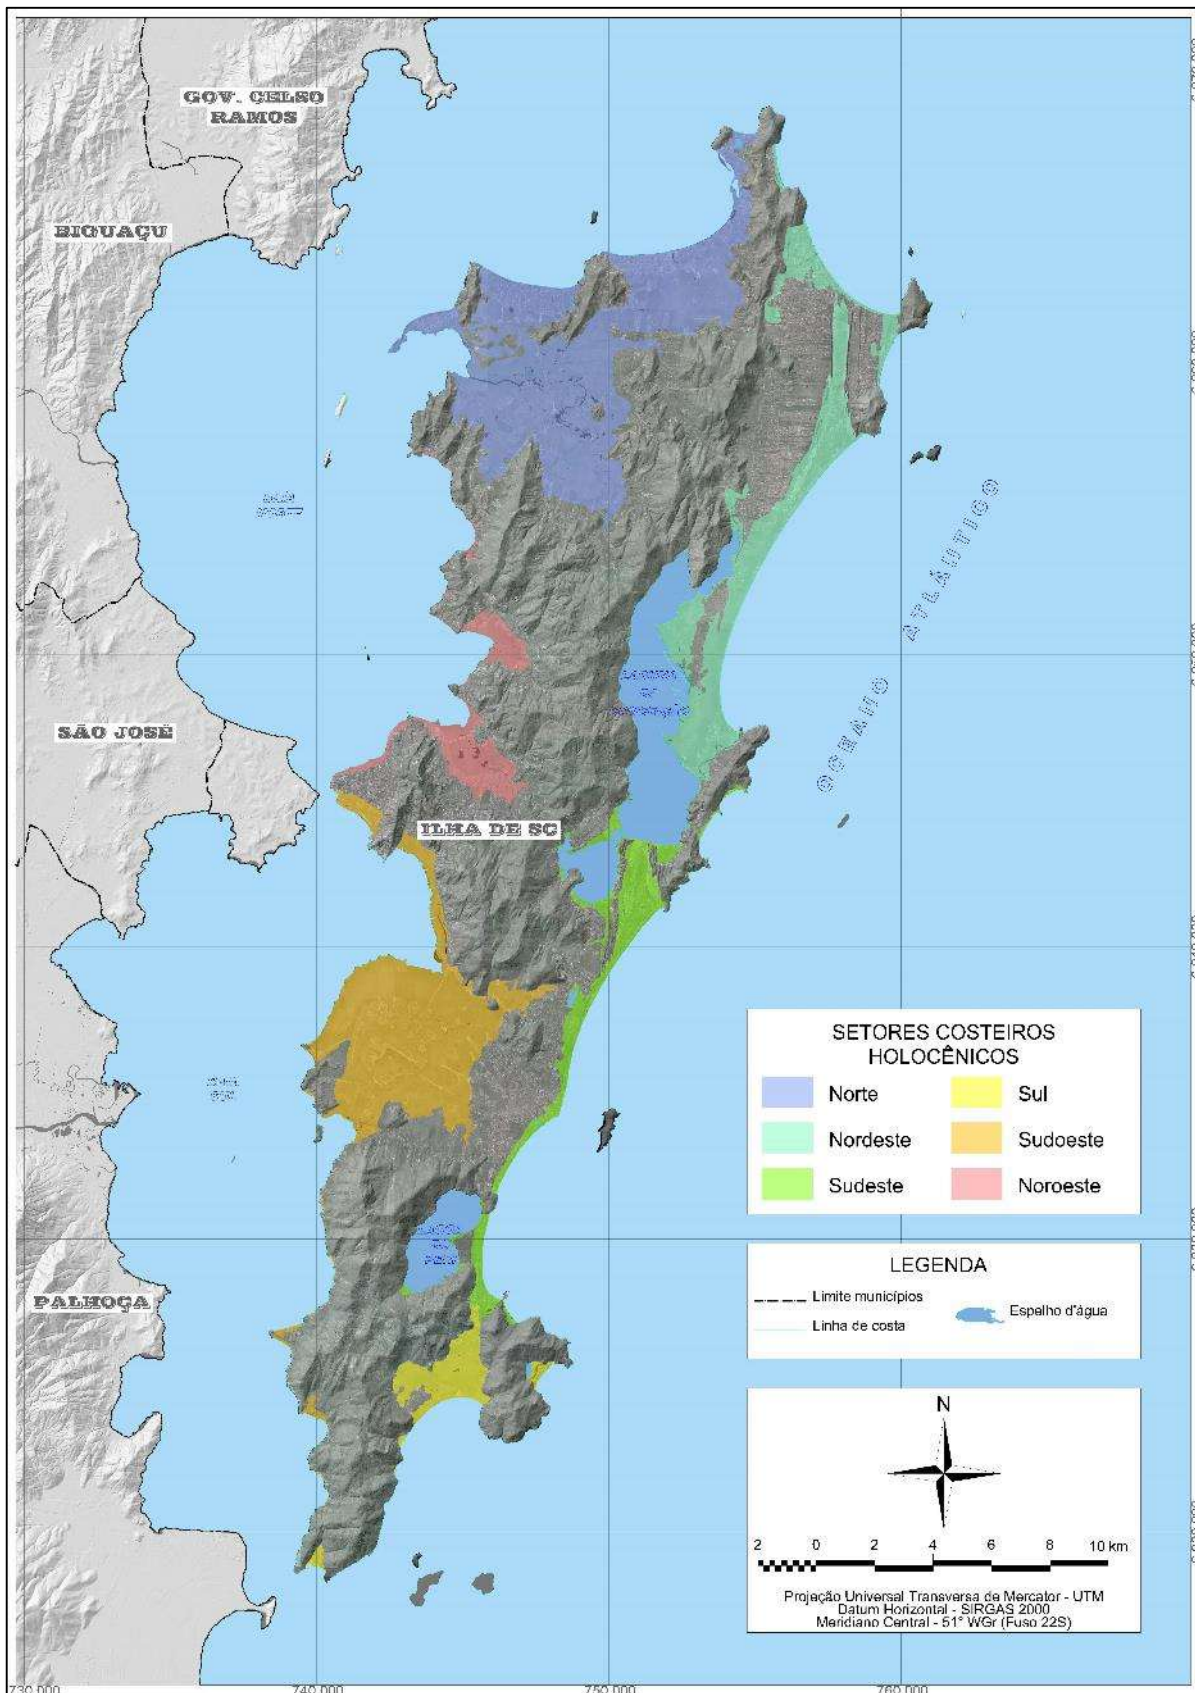 GOV. CELSO
RAMOS
BIGUAÇU
OCEANO ATLÂNTICO
SÃO JOSÉ
ILHA DE SC
PALHOÇA
SETORES COSTEIROS
HOLOCÊNICOS
Norte
Sul
Nordeste
Sudoeste
Sudeste
Noroeste
LEGENDA
Limite municípios
Linha de costa
Espelho d'água
N
2 0 2 4 6 8 10 km
Projeção Universal Transversa de Mercator - UTM
Datum Horizontal - SIRGAS 2000
Meridiano Central - 51° WGr (Fuso 22S)
730.000 740.000 750.000 760.000